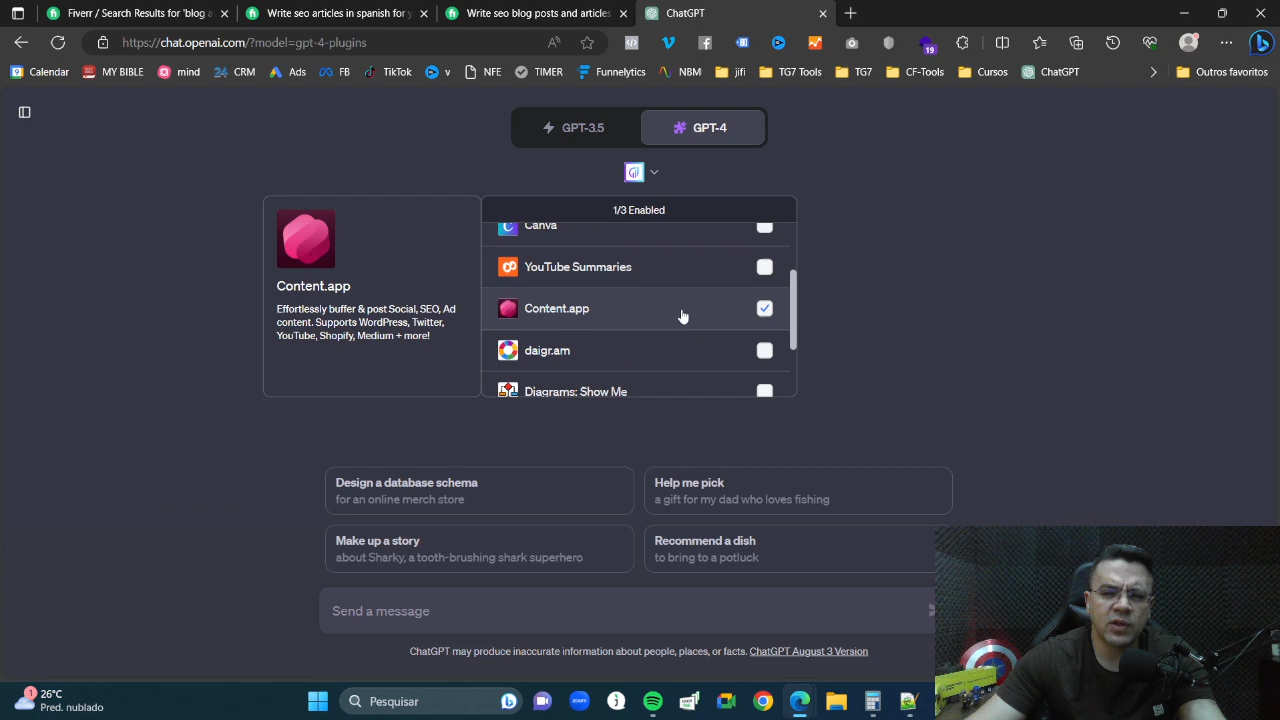 Fiverr / Search Results for 'blog a
Write seo articles in spanish for y
Write seo blog posts and articles
ChatGPT
https://chat.openai.com/?model=gpt-4-plugins
19
Calendar
MY BIBLE
mind
CRM
Ads
FB
TikTok
v
NFE
TIMER
Funnelytics
NBM
jifi
TG7 Tools
TG7
CF-Tools
Cursos
ChatGPT
Outros favoritos
GPT-3.5
GPT-4
1/3 Enabled
Canva
YouTube Summaries
Content.app
daigr.am
Diagrams: Show Me
Content.app
Effortlessly buffer & post Social, SEO, Ad
content. Supports WordPress, Twitter,
YouTube, Shopify, Medium + more!
Design a database schema
for an online merch store
Help me pick
a gift for my dad who loves fishing
Make up a story
about Sharky, a tooth-brushing shark superhero
Recommend a dish
to bring to a potluck
Send a message
ChatGPT may produce inaccurate information about people, places, or facts. ChatGPT August 3 Version
1
26°C
Pred. nublado
Pesquisar
zoom